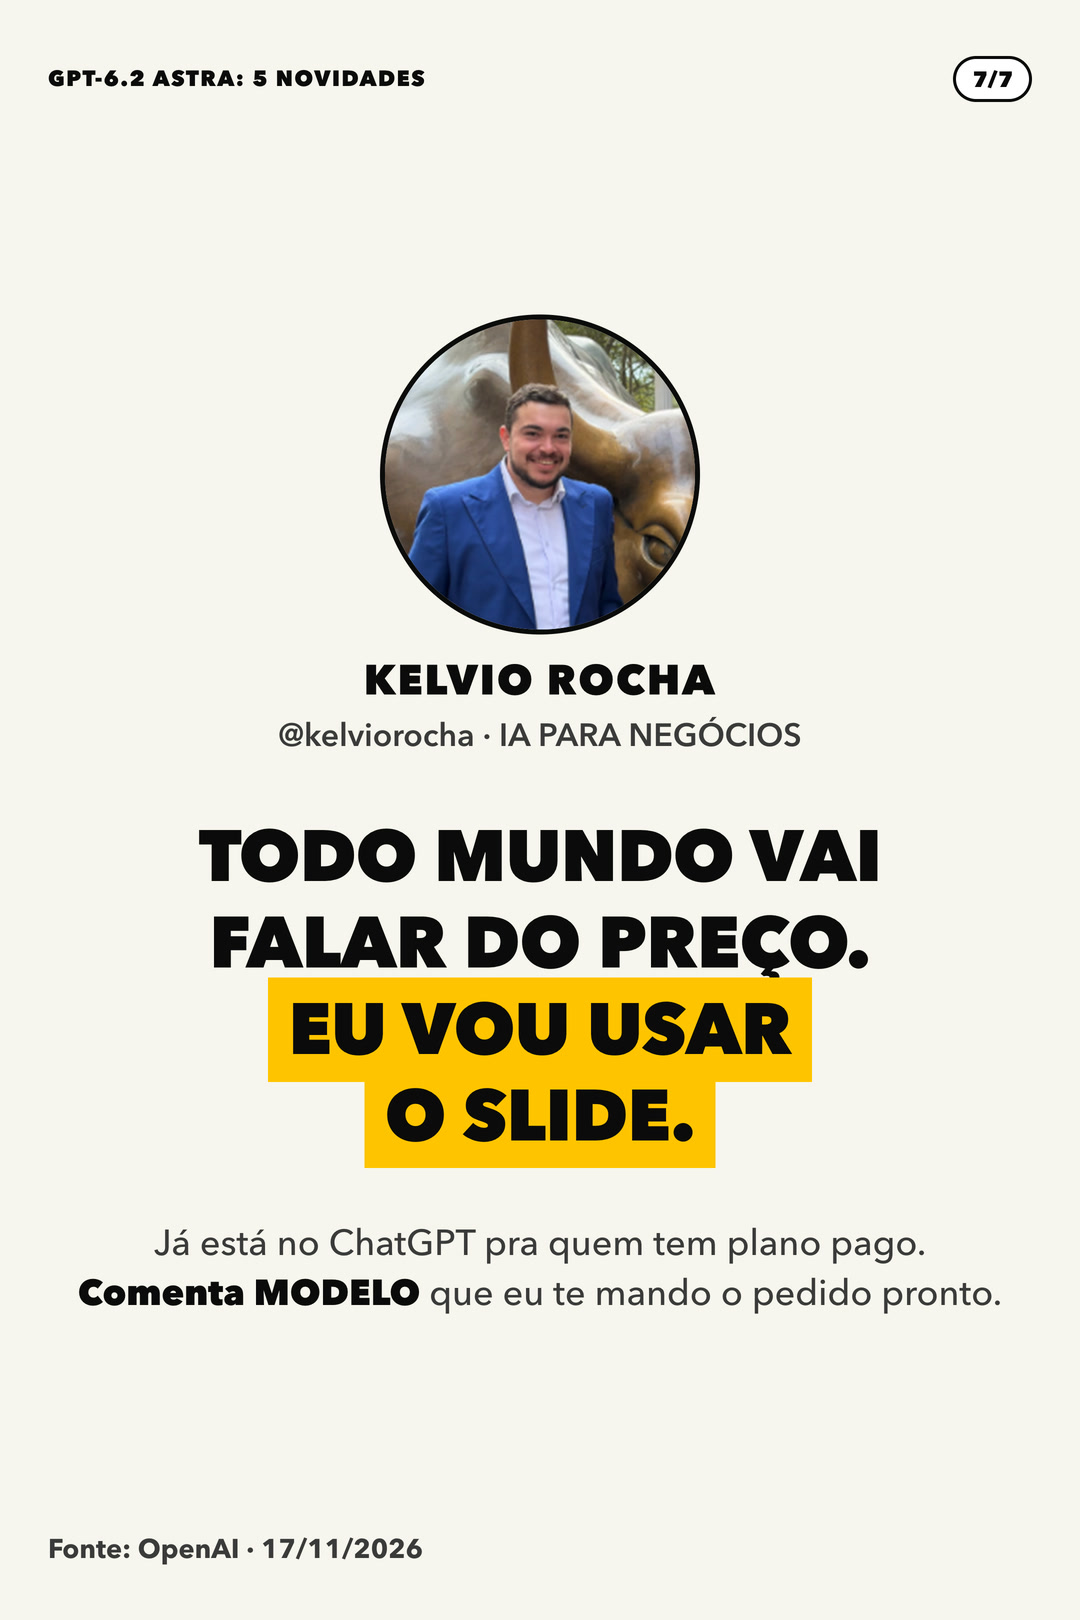 GPT-6.2 ASTRA: 5 NOVIDADES
7/7
KELVIO ROCHA
@kelviorocha · IA PARA NEGÓCIOS
TODO MUNDO VAI
FALAR DO PREÇO.
EU VOU USAR
O SLIDE.
Já está no ChatGPT pra quem tem plano pago.
Comenta MODELO que eu te mando o pedido pronto.
Fonte: OpenAI · 17/11/2026